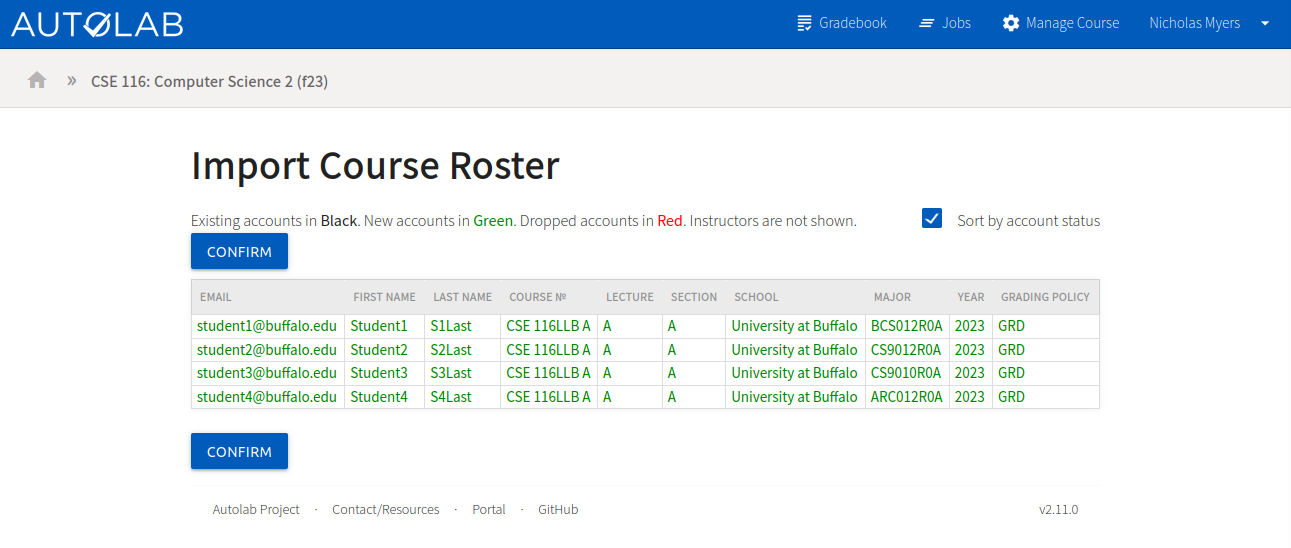 AUTOLAB Gradebook Jobs Manage Course Nicholas Myers
» CSE 116: Computer Science 2 (f23)
Import Course Roster
Existing accounts in Black. New accounts in Green. Dropped accounts in Red. Instructors are not shown. Sort by account status
CONFIRM
EMAIL FIRST NAME LAST NAME COURSE № LECTURE SECTION SCHOOL MAJOR YEAR GRADING POLICY
student1@buffalo.edu Student1 S1Last CSE 116LLB A A A University at Buffalo BCS012R0A 2023 GRD
student2@buffalo.edu Student2 S2Last CSE 116LLB A A A University at Buffalo CS9012R0A 2023 GRD
student3@buffalo.edu Student3 S3Last CSE 116LLB A A A University at Buffalo CS9010R0A 2023 GRD
student4@buffalo.edu Student4 S4Last CSE 116LLB A A A University at Buffalo ARC012R0A 2023 GRD
CONFIRM
Autolab Project · Contact/Resources · Portal · GitHub v2.11.0